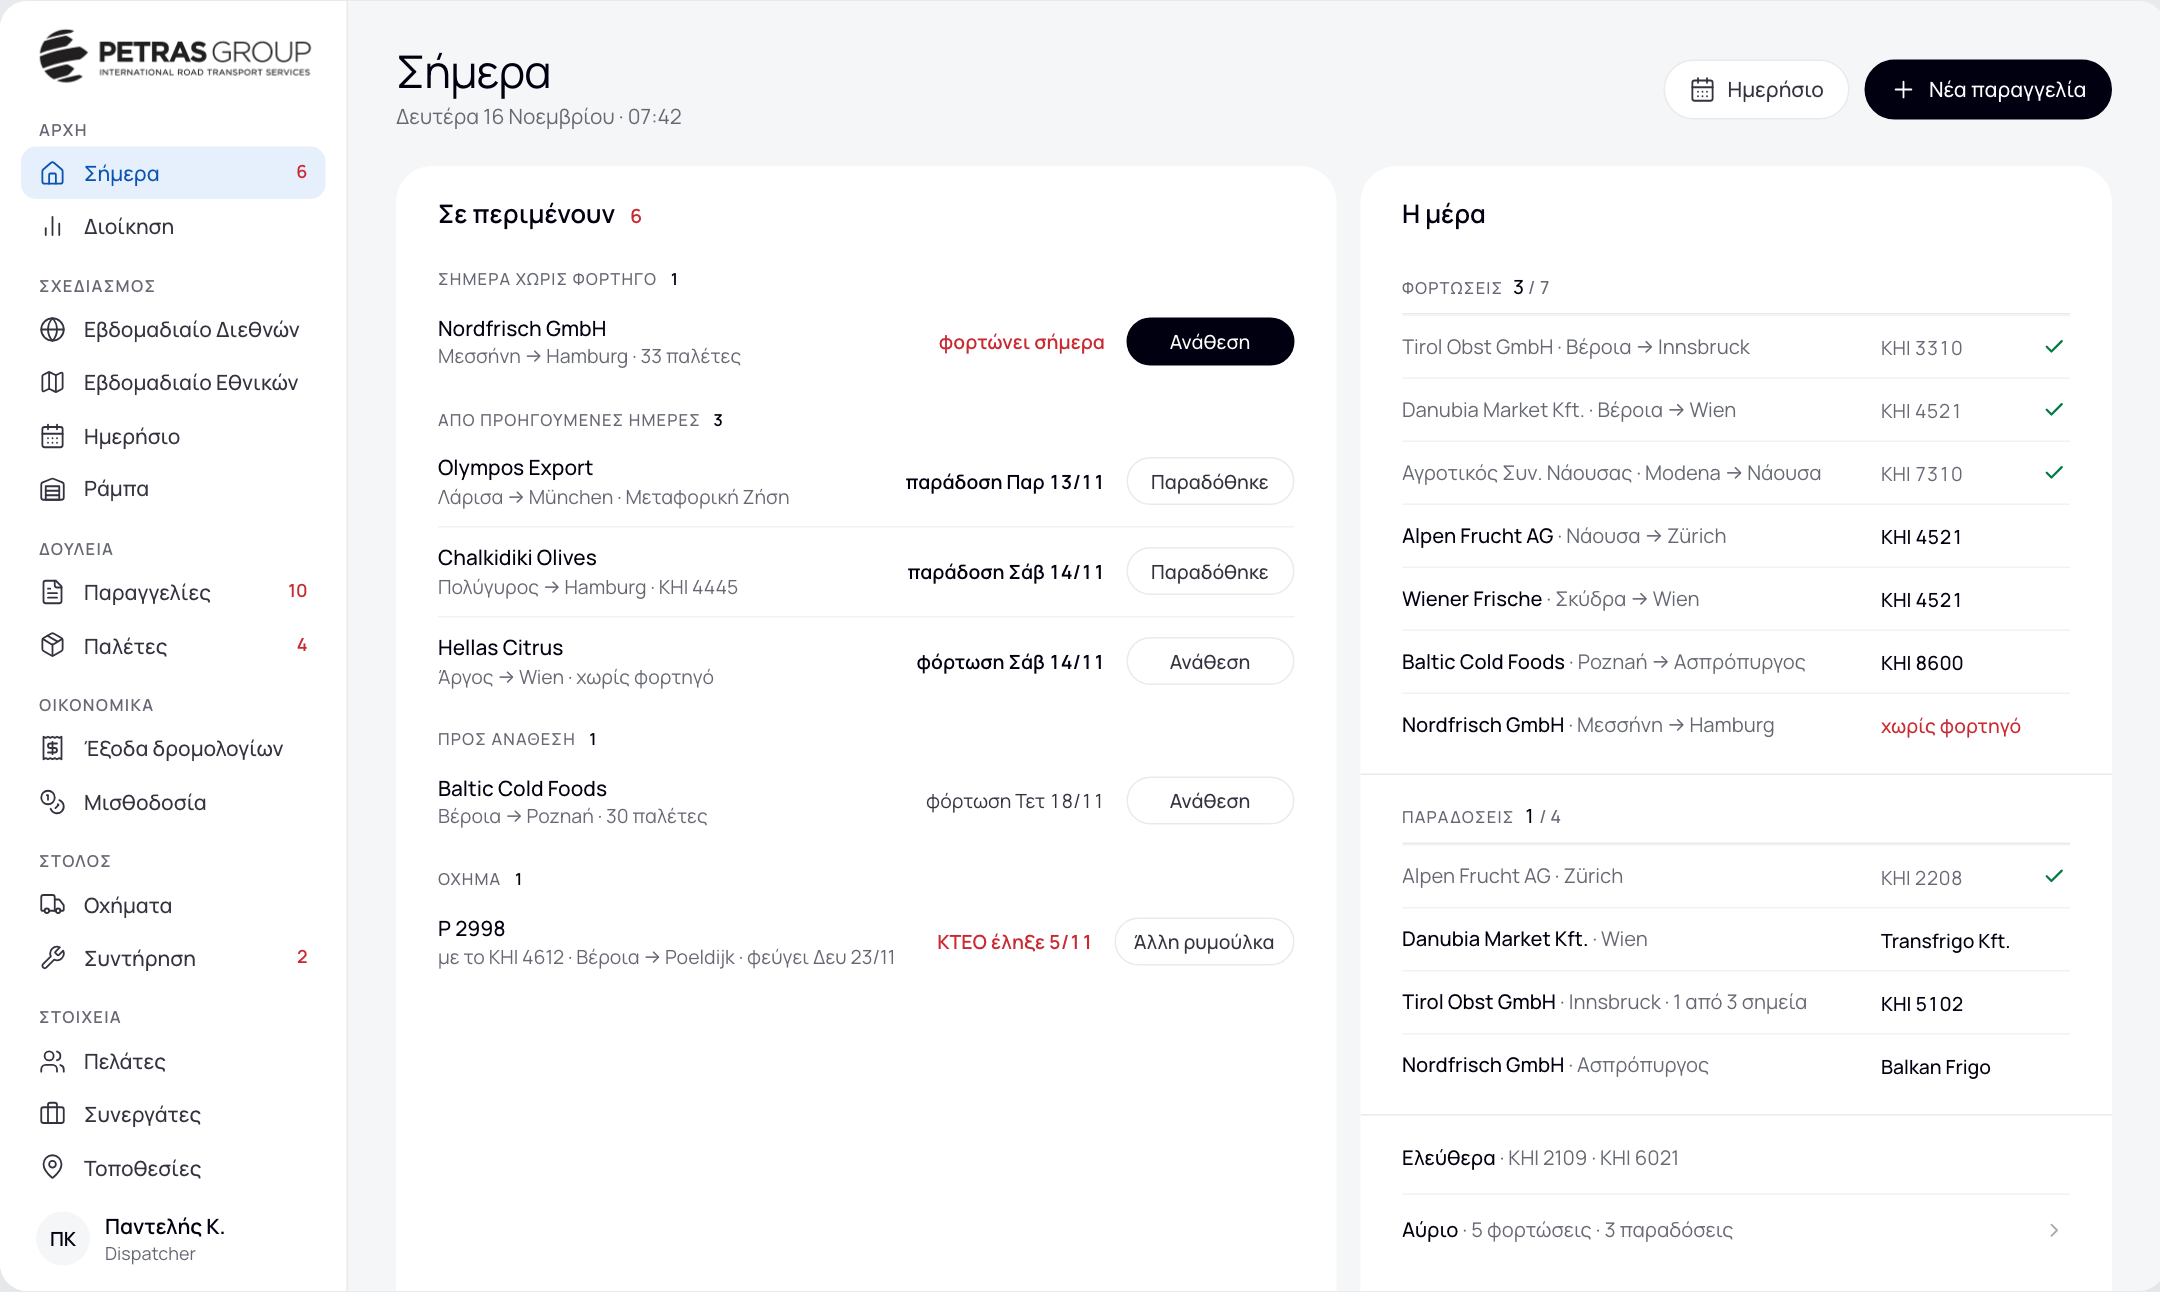 PETRAS GROUP
INTERNATIONAL ROAD TRANSPORT SERVICES
ΑΡΧΗ
Σήμερα 6
Διοίκηση
ΣΧΕΔΙΑΣΜΟΣ
Εβδομαδιαίο Διεθνών
Εβδομαδιαίο Εθνικών
Ημερήσιο
Ράμπα
ΔΟΥΛΕΙΑ
Παραγγελίες 10
Παλέτες 4
ΟΙΚΟΝΟΜΙΚΑ
Έξοδα δρομολογίων
Μισθοδοσία
ΣΤΟΛΟΣ
Οχήματα
Συντήρηση 2
ΣΤΟΙΧΕΙΑ
Πελάτες
Συνεργάτες
Τοποθεσίες
ΠΚ
Παντελής Κ.
Dispatcher
Σήμερα
Δευτέρα 16 Νοεμβρίου · 07:42
Ημερήσιο
+ Νέα παραγγελία
Σε περιμένουν 6
ΣΗΜΕΡΑ ΧΩΡΙΣ ΦΟΡΤΗΓΟ 1
Nordfrisch GmbH
Μεσσήνη → Hamburg · 33 παλέτες
φορτώνει σήμερα
Ανάθεση
ΑΠΟ ΠΡΟΗΓΟΥΜΕΝΕΣ ΗΜΕΡΕΣ 3
Olympos Export
Λάρισα → München · Μεταφορική Ζήση
παράδοση Παρ 13/11
Παραδόθηκε
Chalkidiki Olives
Πολύγυρος → Hamburg · ΚΗΙ 4445
παράδοση Σάβ 14/11
Παραδόθηκε
Hellas Citrus
Άργος → Wien · χωρίς φορτηγό
φόρτωση Σάβ 14/11
Ανάθεση
ΠΡΟΣ ΑΝΑΘΕΣΗ 1
Baltic Cold Foods
Βέροια → Poznań · 30 παλέτες
φόρτωση Τετ 18/11
Ανάθεση
ΟΧΗΜΑ 1
Ρ 2998
με το ΚΗΙ 4612 · Βέροια → Poeldijk · φεύγει Δευ 23/11
ΚΤΕΟ έληξε 5/11
Άλλη ρυμούλκα
Η μέρα
ΦΟΡΤΩΣΕΙΣ 3 / 7
Tirol Obst GmbH · Βέροια → Innsbruck ΚΗΙ 3310
Danubia Market Kft. · Βέροια → Wien ΚΗΙ 4521
Αγροτικός Συν. Νάουσας · Modena → Νάουσα ΚΗΙ 7310
Alpen Frucht AG · Νάουσα → Zürich ΚΗΙ 4521
Wiener Frische · Σκύδρα → Wien ΚΗΙ 4521
Baltic Cold Foods · Poznań → Ασπρόπυργος ΚΗΙ 8600
Nordfrisch GmbH · Μεσσήνη → Hamburg χωρίς φορτηγό
ΠΑΡΑΔΟΣΕΙΣ 1 / 4
Alpen Frucht AG · Zürich ΚΗΙ 2208
Danubia Market Kft. · Wien Transfrigo Kft.
Tirol Obst GmbH · Innsbruck · 1 από 3 σημεία ΚΗΙ 5102
Nordfrisch GmbH · Ασπρόπυργος Balkan Frigo
Ελεύθερα · ΚΗΙ 2109 · ΚΗΙ 6021
Αύριο · 5 φορτώσεις · 3 παραδόσεις